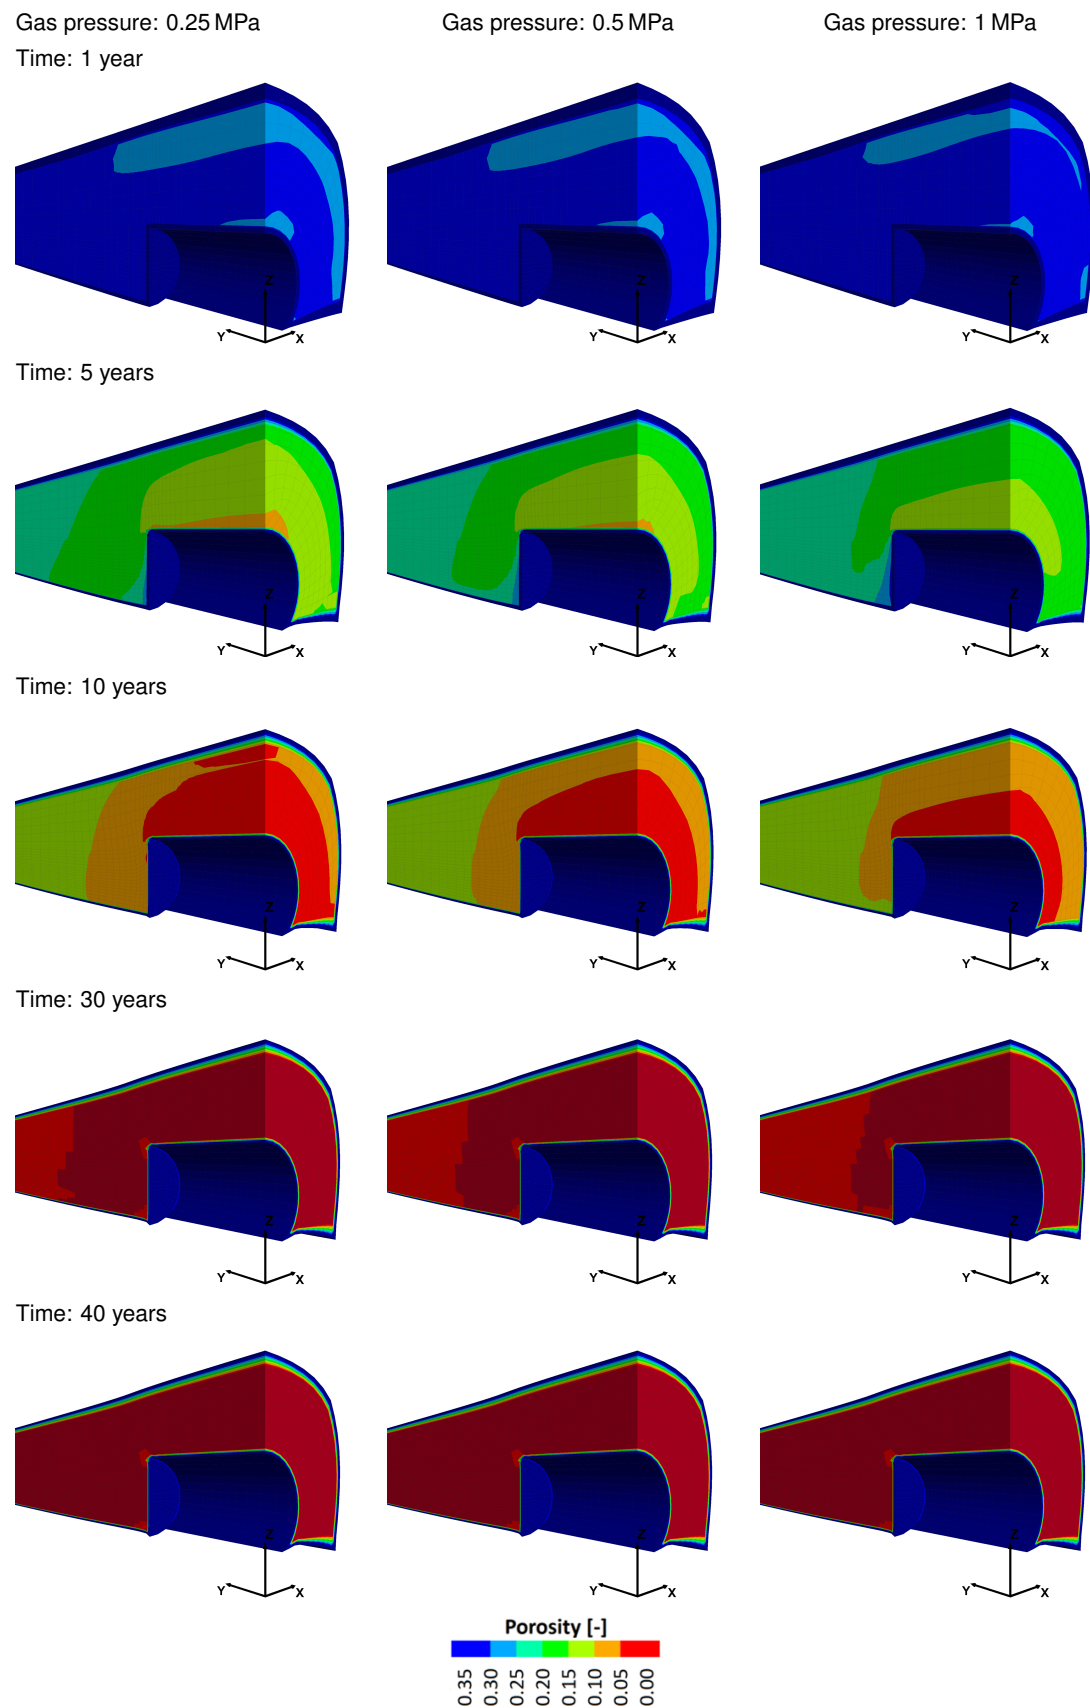 Gas pressure: 0.25 MPa Gas pressure: 0.5 MPa Gas pressure: 1 MPa
Time: 1 year
Z Z Z
Y X Y X Y X
Time: 5 years
Z Z Z
Y X Y X Y X
Time: 10 years
Z Z Z
Y X Y X Y X
Time: 30 years
Z Z Z
Y X Y X Y X
Time: 40 years
Z Z Z
Y X Y X Y X
Porosity [-]
0.35 0.30 0.25 0.20 0.15 0.10 0.05 0.00